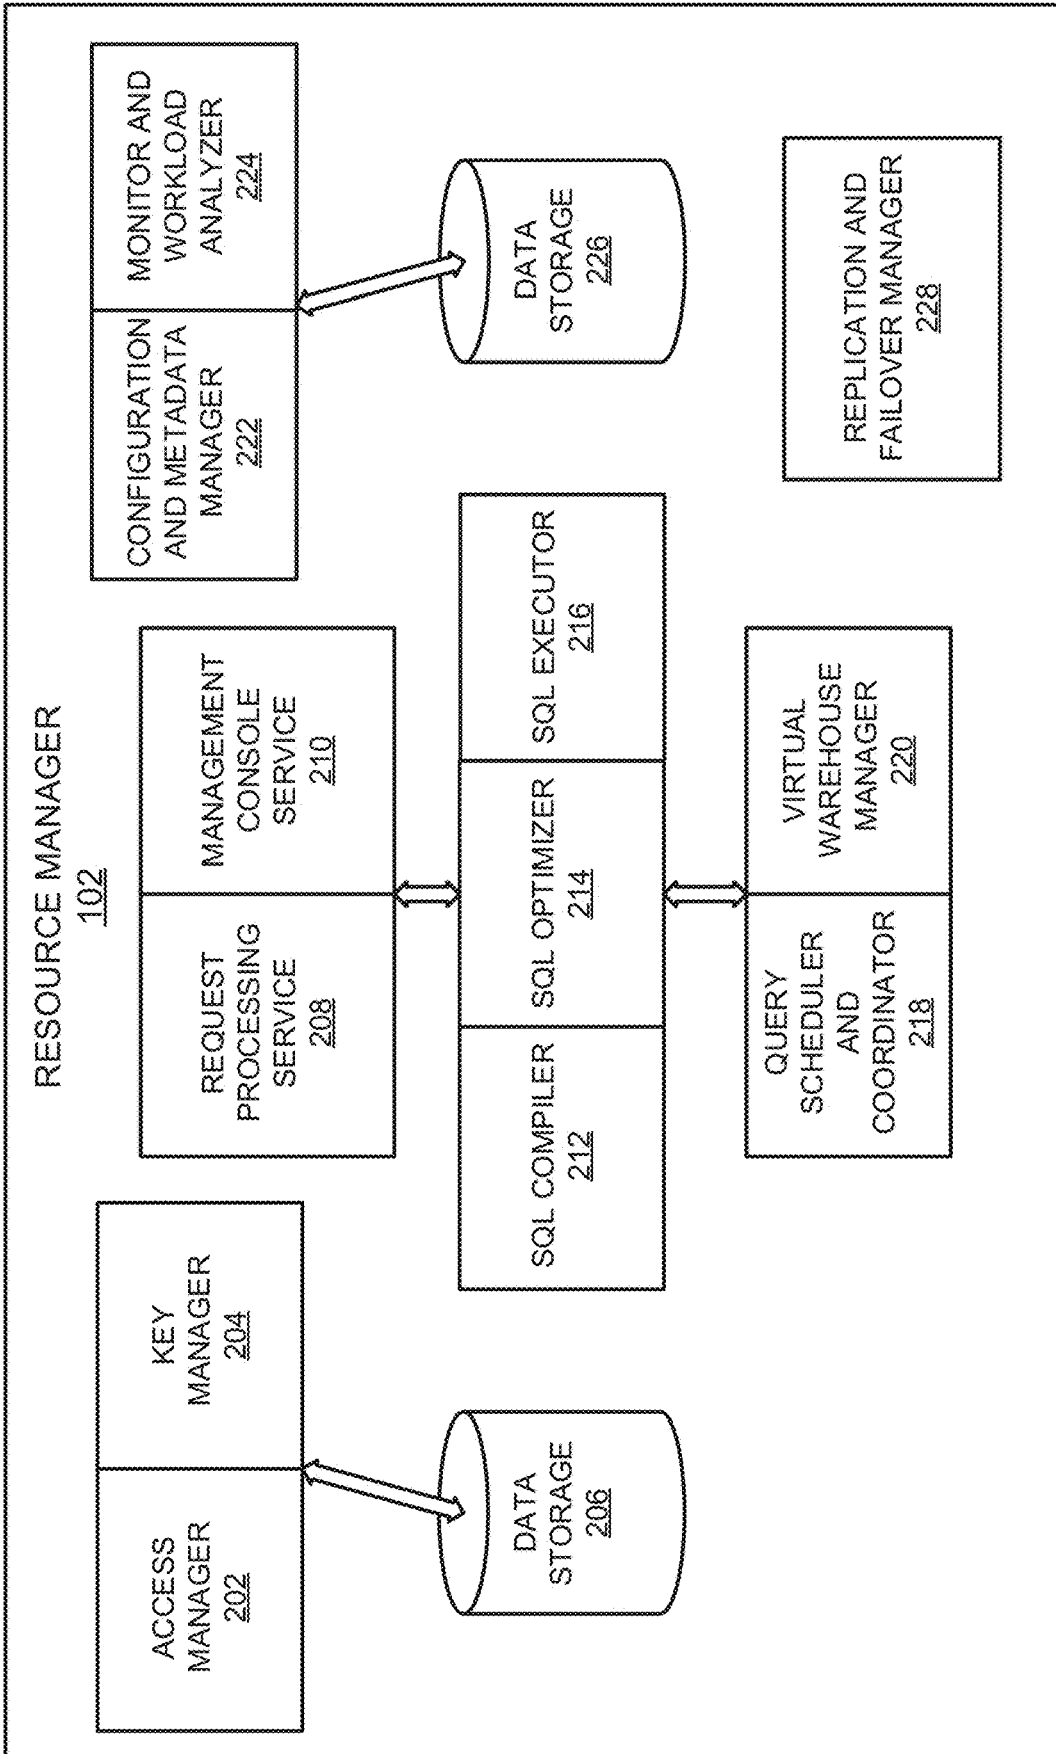 RESOURCE MANAGER
102
ACCESS
MANAGER
202
KEY
MANAGER
204
DATA
STORAGE
206
REQUEST
PROCESSING
SERVICE
208
MANAGEMENT
CONSOLE
SERVICE
210
SQL COMPILER
212
SQL OPTIMIZER
214
SQL EXECUTOR
216
QUERY
SCHEDULER
AND
COORDINATOR
218
VIRTUAL
WAREHOUSE
MANAGER
220
CONFIGURATION
AND METADATA
MANAGER
222
MONITOR AND
WORKLOAD
ANALYZER
224
DATA
STORAGE
226
REPLICATION AND
FAILOVER MANAGER
228